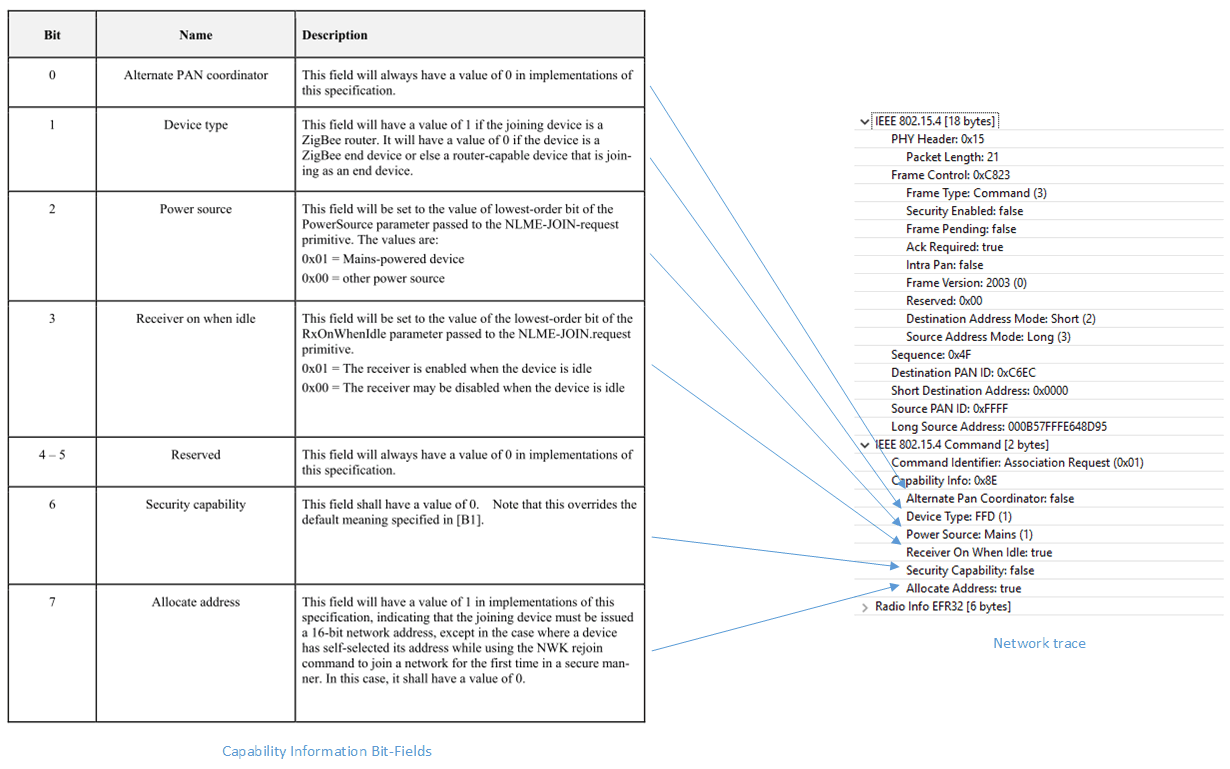 Bit Name Description
0 Alternate PAN coordinator This field will always have a value of 0 in implementations of
this specification.
1 Device type This field will have a value of 1 if the joining device is a
ZigBee router. It will have a value of 0 if the device is a
ZigBee end device or else a router-capable device that is join-
ing as an end device.
2 Power source This field will be set to the value of lowest-order bit of the
PowerSource parameter passed to the NLME-JOIN-request
primitive. The values are:
0x01 = Mains-powered device
0x00 = other power source
3 Receiver on when idle This field will be set to the value of the lowest-order bit of the
RxOnWhenIdle parameter passed to the NLME-JOIN.request
primitive.
0x01 = The receiver is enabled when the device is idle
0x00 = The receiver may be disabled when the device is idle
4 – 5 Reserved This field will always have a value of 0 in implementations of
this specification.
6 Security capability This field shall have a value of 0. Note that this overrides the
default meaning specified in [B1].
7 Allocate address This field will have a value of 1 in implementations of this
specification, indicating that the joining device must be issued
a 16-bit network address, except in the case where a device
has self-selected its address while using the NWK rejoin
command to join a network for the first time in a secure man-
ner. In this case, it shall have a value of 0.
Capability Information Bit-Fields
IEEE 802.15.4 [18 bytes]
PHY Header: 0x15
Packet Length: 21
Frame Control: 0xC823
Frame Type: Command (3)
Security Enabled: false
Frame Pending: false
Ack Required: true
Intra Pan: false
Frame Version: 2003 (0)
Reserved: 0x00
Destination Address Mode: Short (2)
Source Address Mode: Long (3)
Sequence: 0x4F
Destination PAN ID: 0xC6EC
Short Destination Address: 0x0000
Source PAN ID: 0xFFFF
Long Source Address: 000B57FFFE648D95
IEEE 802.15.4 Command [2 bytes]
Command Identifier: Association Request (0x01)
Capability Info: 0x8E
Alternate Pan Coordinator: false
Device Type: FFD (1)
Power Source: Mains (1)
Receiver On When Idle: true
Security Capability: false
Allocate Address: true
Radio Info EFR32 [6 bytes]
Network trace